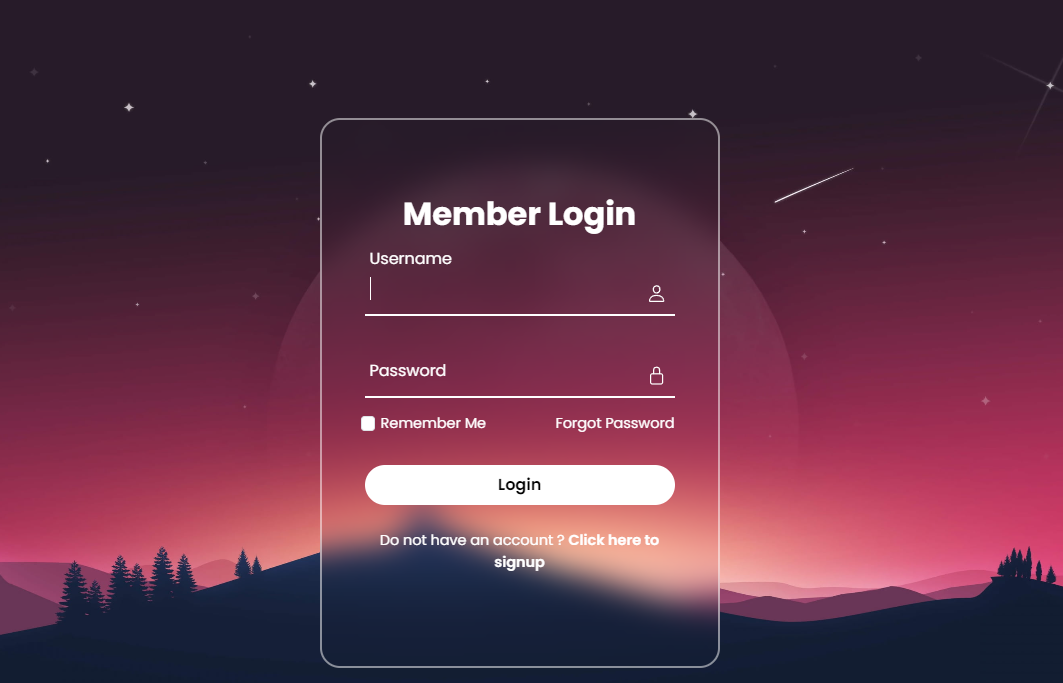 Member Login
Username
Password
Remember Me Forgot Password
Login
Do not have an account ? Click here to
signup